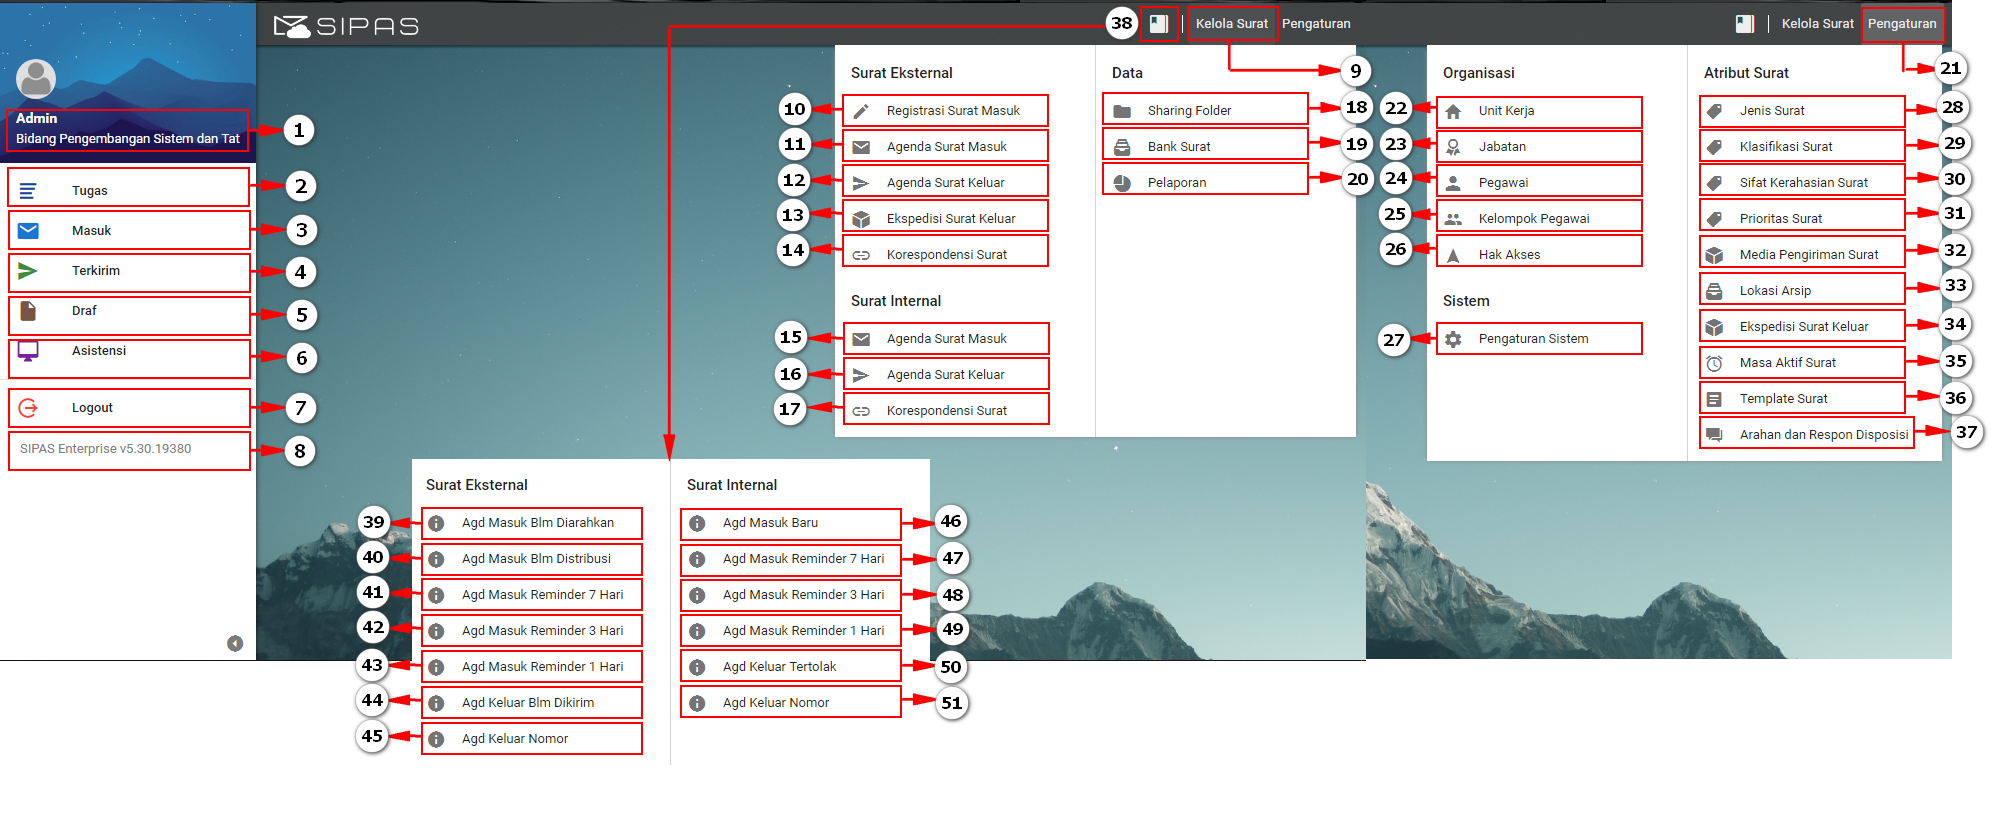 Admin
Bidang Pengembangan Sistem dan Tat
1
Tugas
2
Masuk
3
Terkirim
4
Draf
5
Asistensi
6
Logout
7
SIPAS Enterprise v5.30.19380
8
SIPAS
38
Kelola Surat
Pengaturan
9
Surat Eksternal
10
Registrasi Surat Masuk
11
Agenda Surat Masuk
12
Agenda Surat Keluar
13
Ekspedisi Surat Keluar
14
Korespondensi Surat
Surat Internal
15
Agenda Surat Masuk
16
Agenda Surat Keluar
17
Korespondensi Surat
Data
Sharing Folder
18
Bank Surat
19
Pelaporan
20
Kelola Surat
Pengaturan
21
Organisasi
22
Unit Kerja
23
Jabatan
24
Pegawai
25
Kelompok Pegawai
26
Hak Akses
Sistem
27
Pengaturan Sistem
Atribut Surat
Jenis Surat
28
Klasifikasi Surat
29
Sifat Kerahasian Surat
30
Prioritas Surat
31
Media Pengiriman Surat
32
Lokasi Arsip
33
Ekspedisi Surat Keluar
34
Masa Aktif Surat
35
Template Surat
36
Arahan dan Respon Disposisi
37
Surat Eksternal
39
Agd Masuk Blm Diarahkan
40
Agd Masuk Blm Distribusi
41
Agd Masuk Reminder 7 Hari
42
Agd Masuk Reminder 3 Hari
43
Agd Masuk Reminder 1 Hari
44
Agd Keluar Blm Dikirim
45
Agd Keluar Nomor
Surat Internal
Agd Masuk Baru
46
Agd Masuk Reminder 7 Hari
47
Agd Masuk Reminder 3 Hari
48
Agd Masuk Reminder 1 Hari
49
Agd Keluar Tertolak
50
Agd Keluar Nomor
51